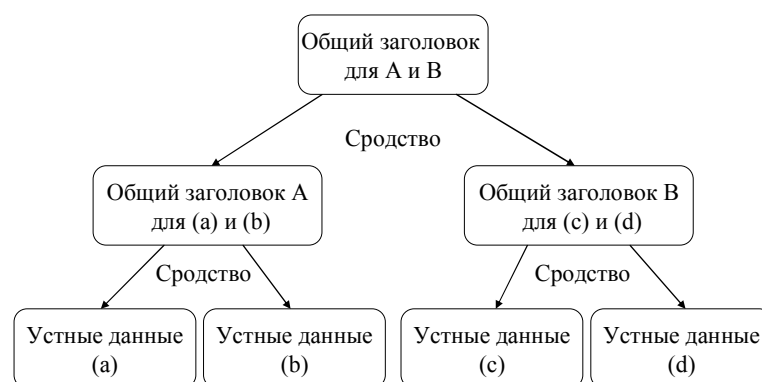 Общий заголовок
для А и В
Сродство
Общий заголовок А
для (a) и (b)
Общий заголовок В
для (c) и (d)
Сродство
Сродство
Устные данные
(a)
Устные данные
(b)
Устные данные
(c)
Устные данные
(d)